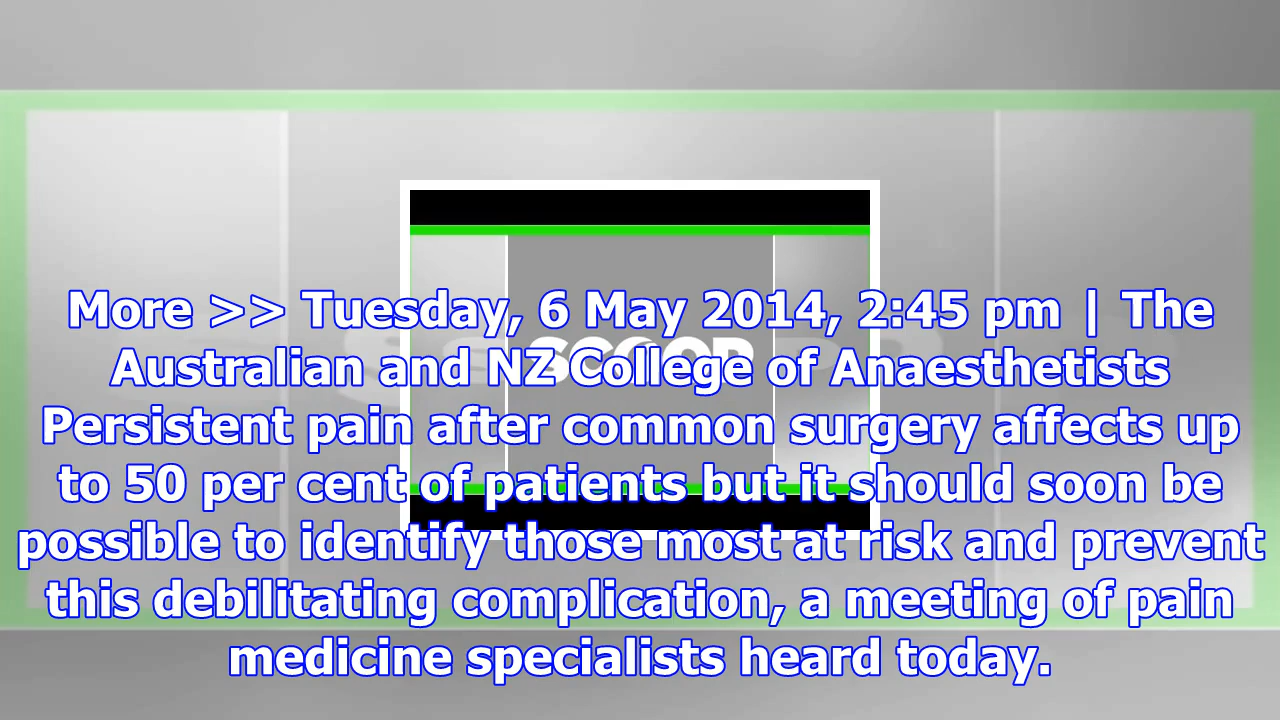 More >> Tuesday, 6 May 2014, 2:45 pm | The
SCOOP
Australian and NZ College of Anaesthetists
Persistent pain after common surgery affects up
to 50 per cent of patients but it should soon be
possible to identify those most at risk and prevent
this debilitating complication, a meeting of pain
medicine specialists heard today.